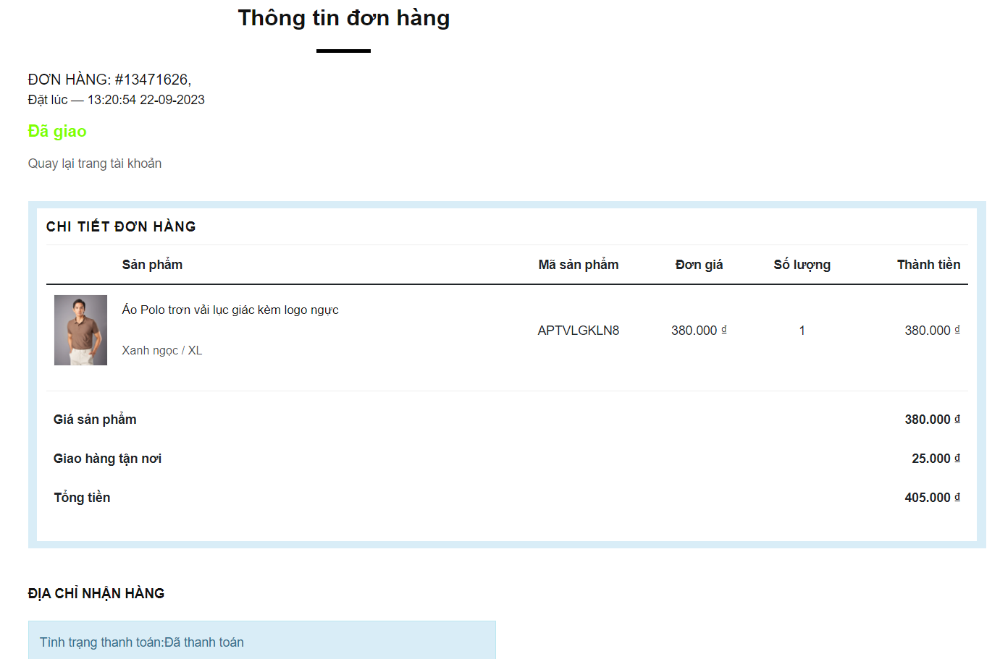 Thông tin đơn hàng
ĐƠN HÀNG: #13471626,
Đặt lúc — 13:20:54 22-09-2023
Đã giao
Quay lại trang tài khoản
CHI TIẾT ĐƠN HÀNG
Sản phẩm Mã sản phẩm Đơn giá Số lượng Thành tiền
Áo Polo trơn vải lục giác kèm logo ngực
APTVLGKLN8 380.000 ₫ 1 380.000 ₫
Xanh ngọc / XL
Giá sản phẩm 380.000 ₫
Giao hàng tận nơi 25.000 ₫
Tổng tiền 405.000 ₫
ĐỊA CHỈ NHẬN HÀNG
Tình trạng thanh toán:Đã thanh toán